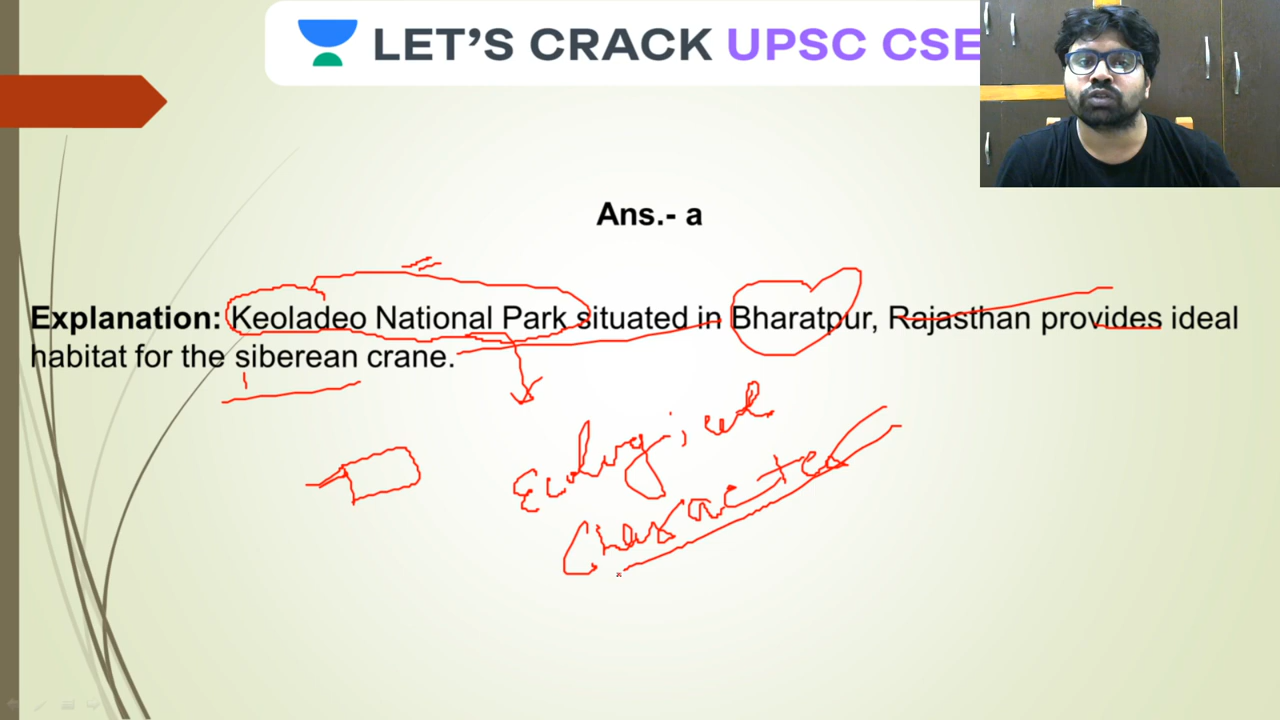 LET'S CRACK UPSC CSE
Ans.- a
Explanation: Keoladeo National Park situated in Bharatpur, Rajasthan provides ideal
habitat for the siberean crane.
Ecological
Character